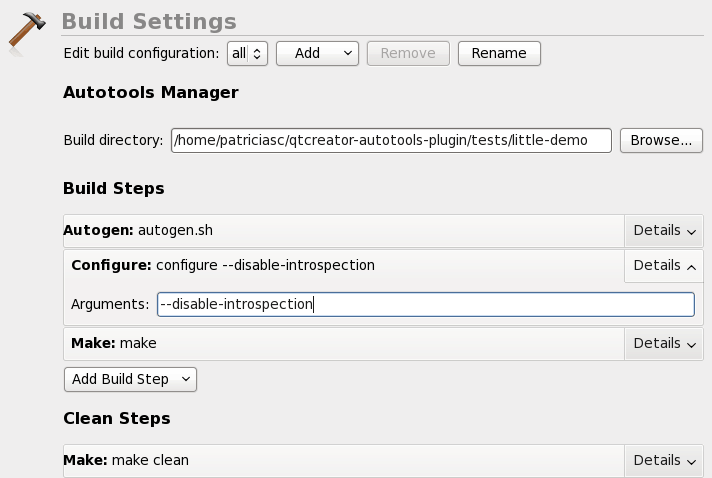 Build Settings
Edit build configuration: all Add Remove Rename
Autotools Manager
Build directory: /home/patriciasc/qtcreator-autotools-plugin/tests/little-demo Browse...
Build Steps
Autogen: autogen.sh Details
Configure: configure --disable-introspection Details
Arguments: --disable-introspection
Make: make Details
Add Build Step
Clean Steps
Make: make clean Details